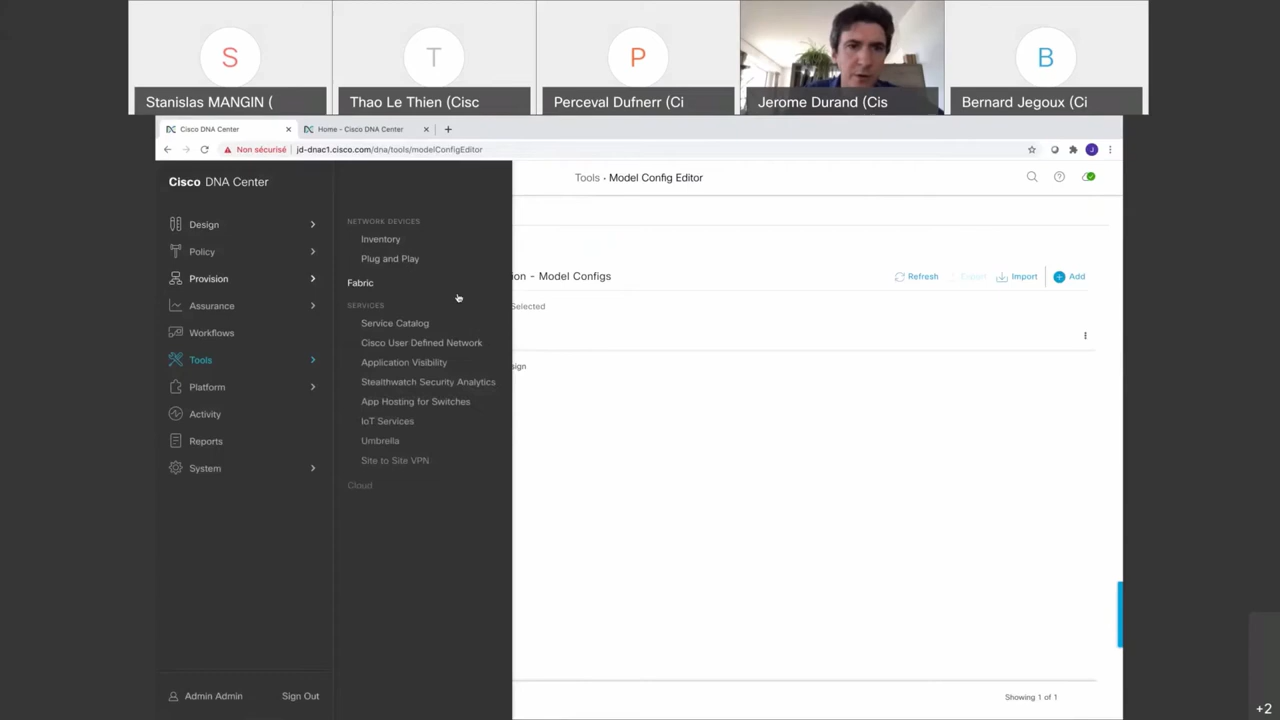 S
T
P
B
Stanislas MANGIN (
Thao Le Thien (Cisc
Perceval Dufnerr (Ci
Jerome Durand (Cis
Bernard Jegoux (Ci
Cisco DNA Center
Home - Cisco DNA Center
Non sécurisé
jd-dnac1.cisco.com/dna/tools/modelConfigEditor
J
Cisco DNA Center
Tools · Model Config Editor
Design
Policy
Provision
Assurance
Workflows
Tools
Platform
Activity
Reports
System
NETWORK DEVICES
Inventory
Plug and Play
Fabric
SERVICES
Service Catalog
Cisco User Defined Network
Application Visibility
Stealthwatch Security Analytics
App Hosting for Switches
IoT Services
Umbrella
Site to Site VPN
Cloud
on - Model Configs
Refresh
Export
Import
Add
Selected
sign
Showing 1 of 1
Admin Admin
Sign Out
+2